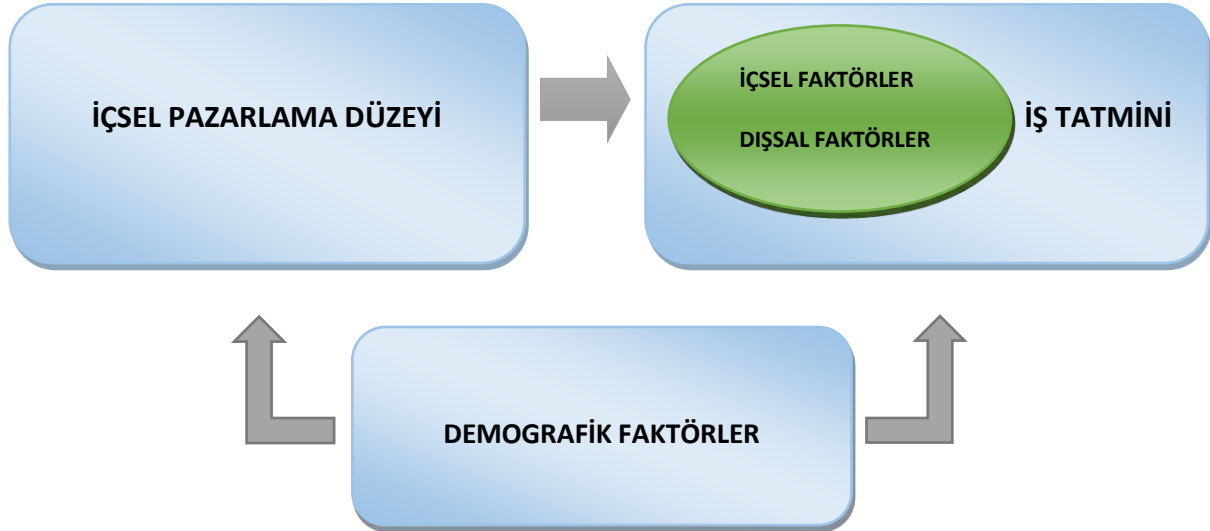 İÇSEL PAZARLAMA DÜZEYİ
İÇSEL FAKTÖRLER
DIŞSAL FAKTÖRLER
İŞ TATMİNİ
DEMOGRAFİK FAKTÖRLER